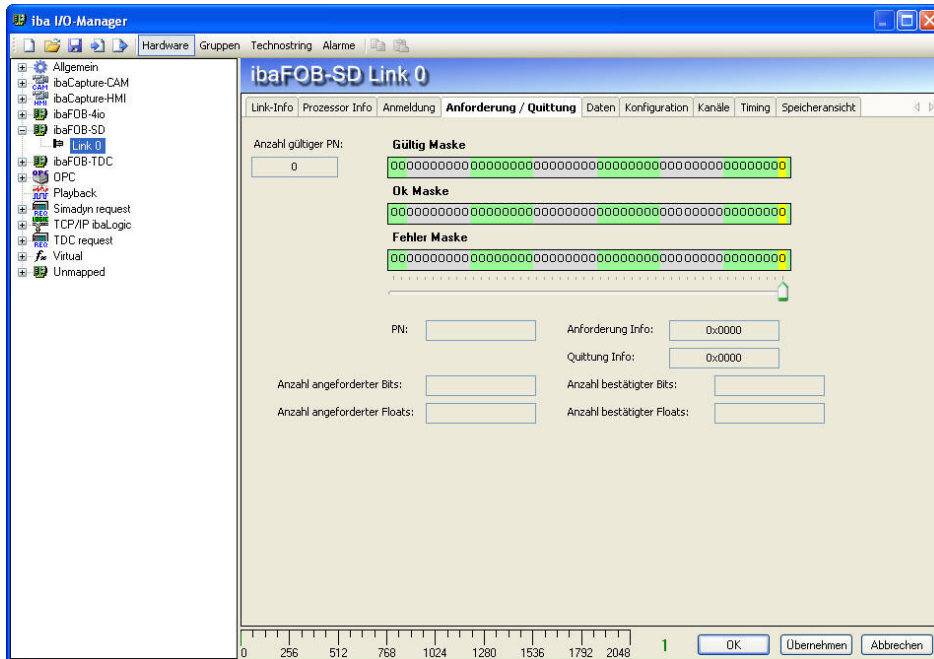 iba I/O-Manager
Hardware Gruppen Technostring Alarme
Allgemein
ibaCapture-CAM
ibaCapture-HMI
ibaFOB-4io
ibaFOB-SD
Link 0
ibaFOB-TDC
OPC
Playback
Simadyn request
TCP/IP ibaLogic
TDC request
Virtual
Unmapped
ibaFOB-SD Link 0
Link-Info Prozessor Info Anmeldung Anforderung / Quittung Daten Konfiguration Kanäle Timing Speicheransicht
Anzahl gültiger PN:
0
Gültig Maske
0000000000000000000000000000000000000000000000000000000000000000
Ok Maske
0000000000000000000000000000000000000000000000000000000000000000
Fehler Maske
0000000000000000000000000000000000000000000000000000000000000000
PN: Anforderung Info: 0x0000
Quittung Info: 0x0000
Anzahl angeforderter Bits: Anzahl bestätigter Bits:
Anzahl angeforderter Floats: Anzahl bestätigter Floats:
0 256 512 768 1024 1280 1536 1792 2048
1 OK Übernehmen Abbrechen